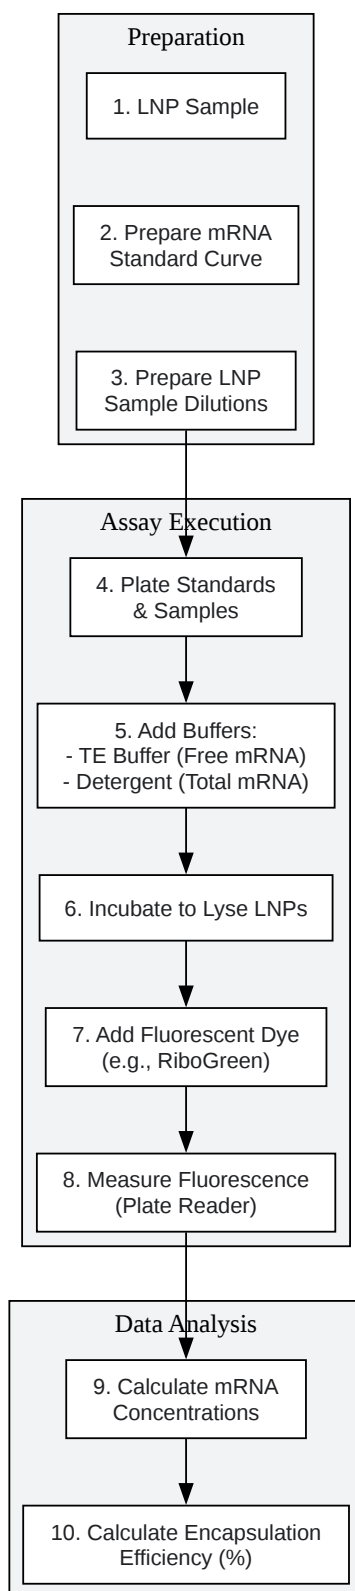 Preparation
1. LNP Sample
2. Prepare mRNA
Standard Curve
3. Prepare LNP
Sample Dilutions
Assay Execution
4. Plate Standards
& Samples
5. Add Buffers:
- TE Buffer (Free mRNA)
- Detergent (Total mRNA)
6. Incubate to Lyse LNPs
7. Add Fluorescent Dye
(e.g., RiboGreen)
8. Measure Fluorescence
(Plate Reader)
Data Analysis
9. Calculate mRNA
Concentrations
10. Calculate Encapsulation
Efficiency (%)